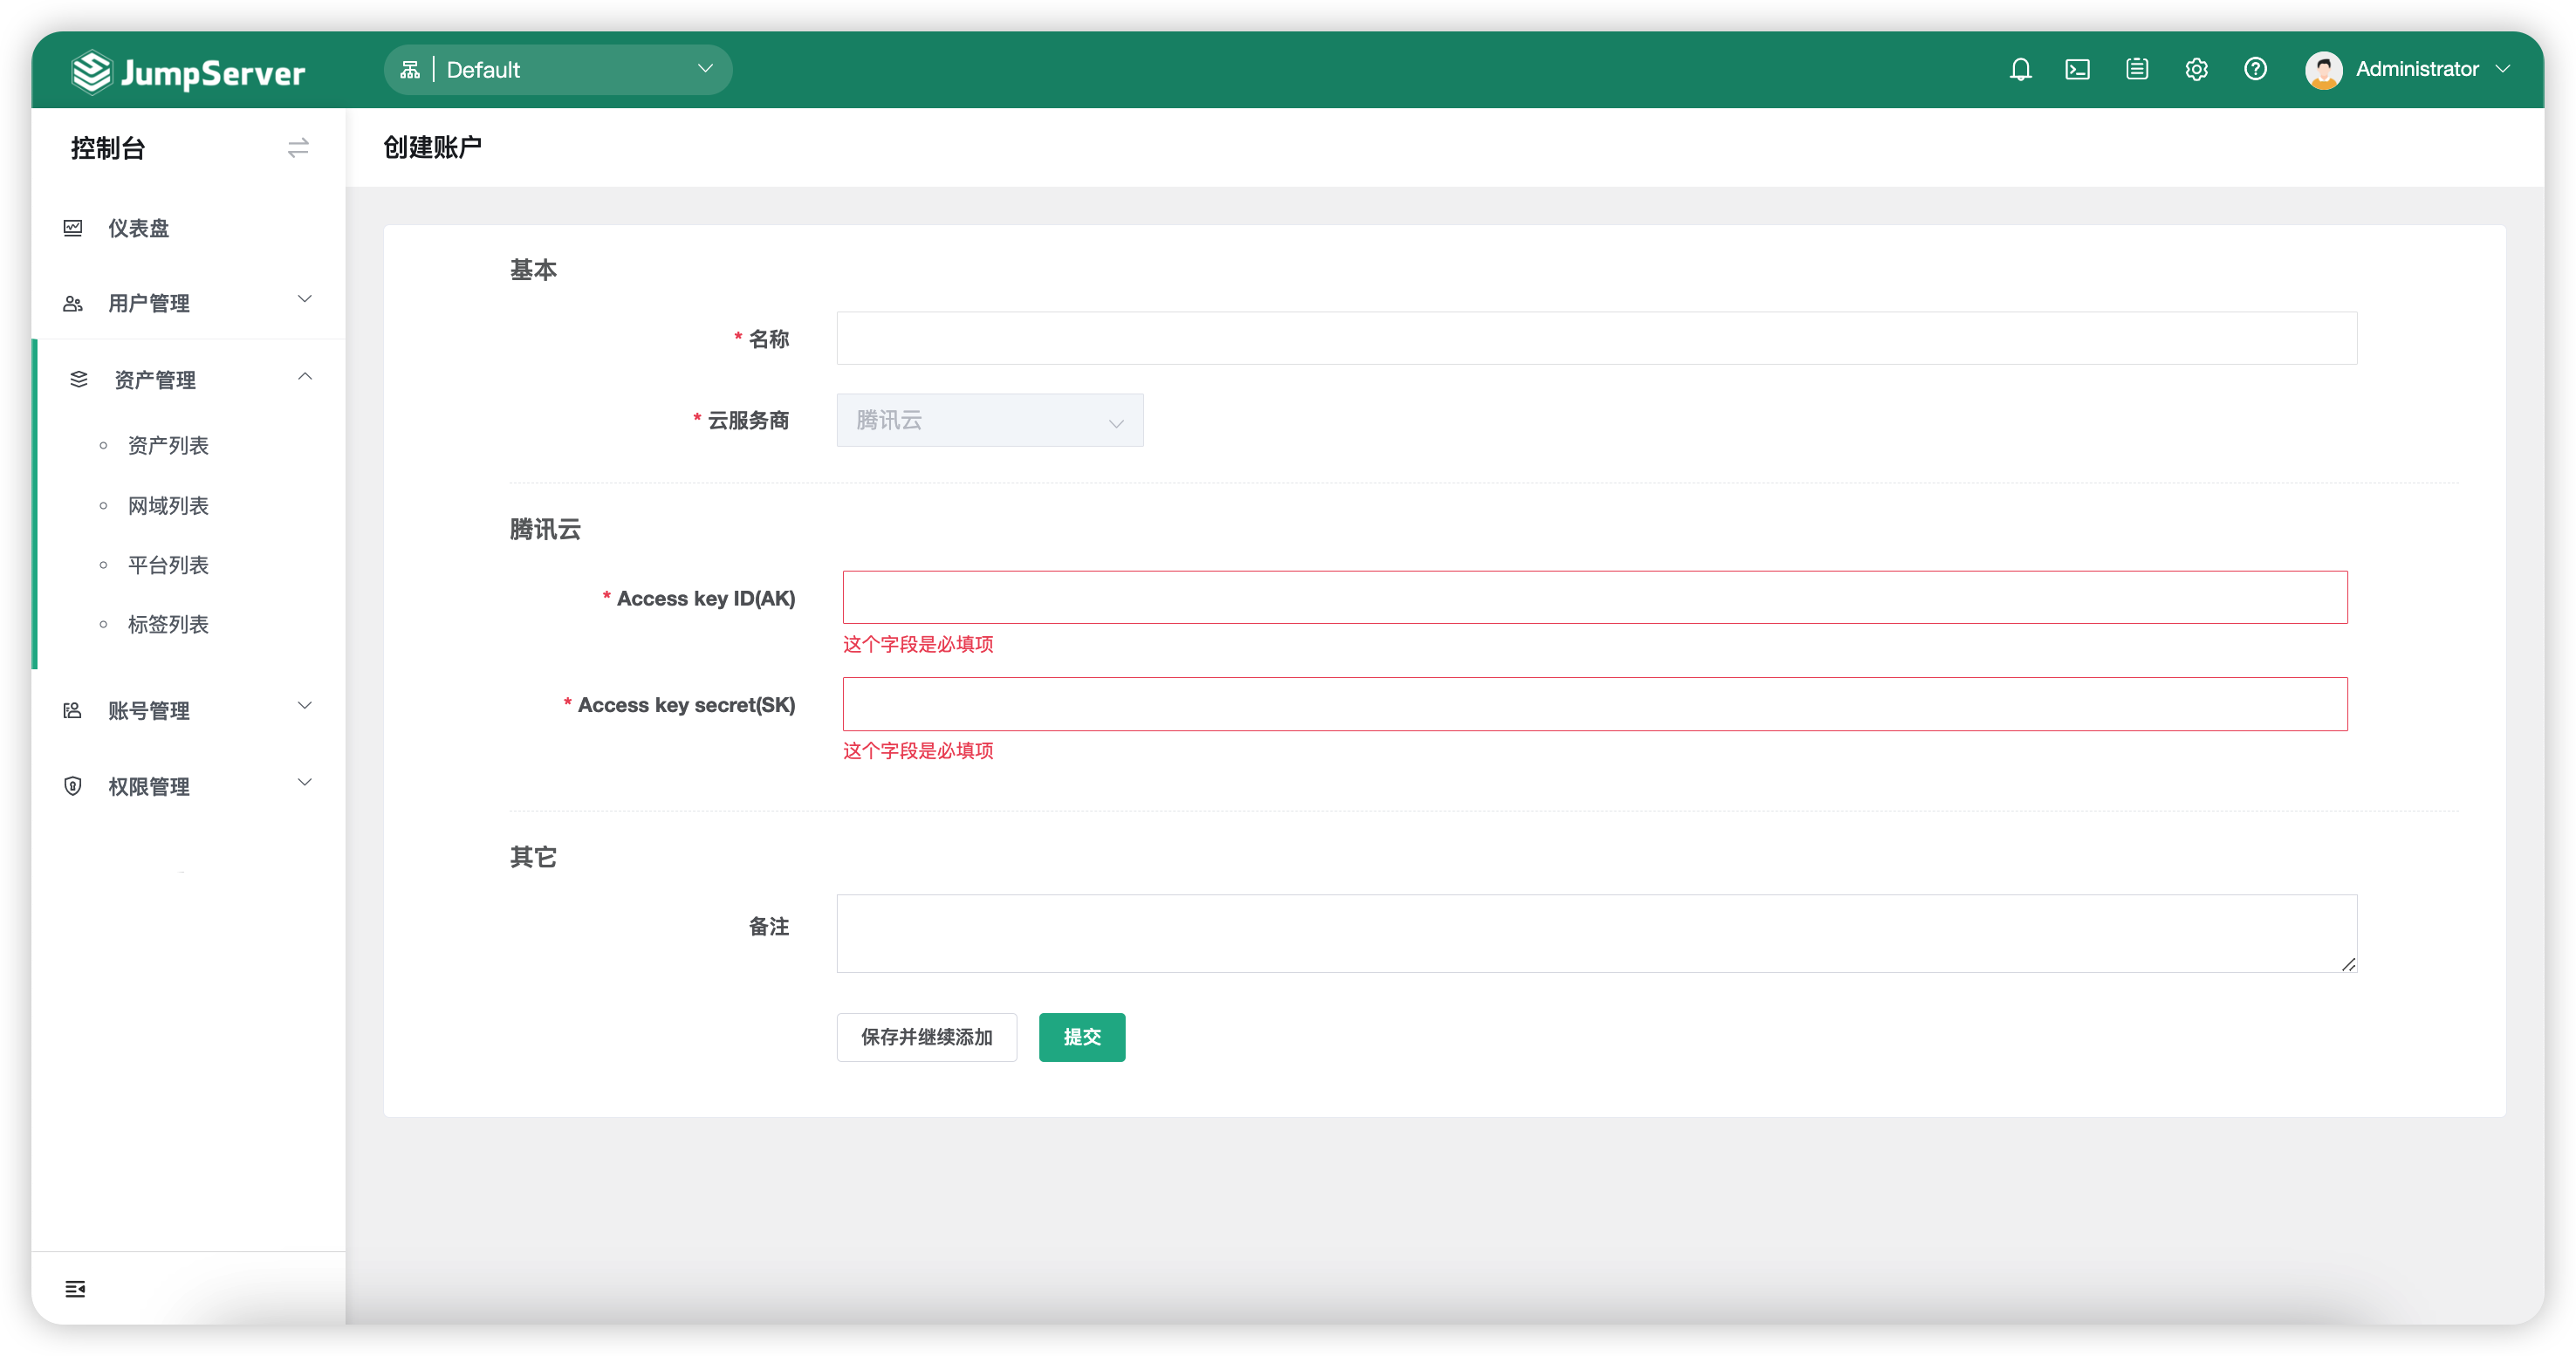 JumpServer
Default
Administrator
控制台
创建账户
仪表盘
用户管理
资产管理
资产列表
网域列表
平台列表
标签列表
账号管理
权限管理
基本
* 名称
* 云服务商
腾讯云
腾讯云
* Access key ID(AK)
这个字段是必填项
* Access key secret(SK)
这个字段是必填项
其它
备注
保存并继续添加
提交